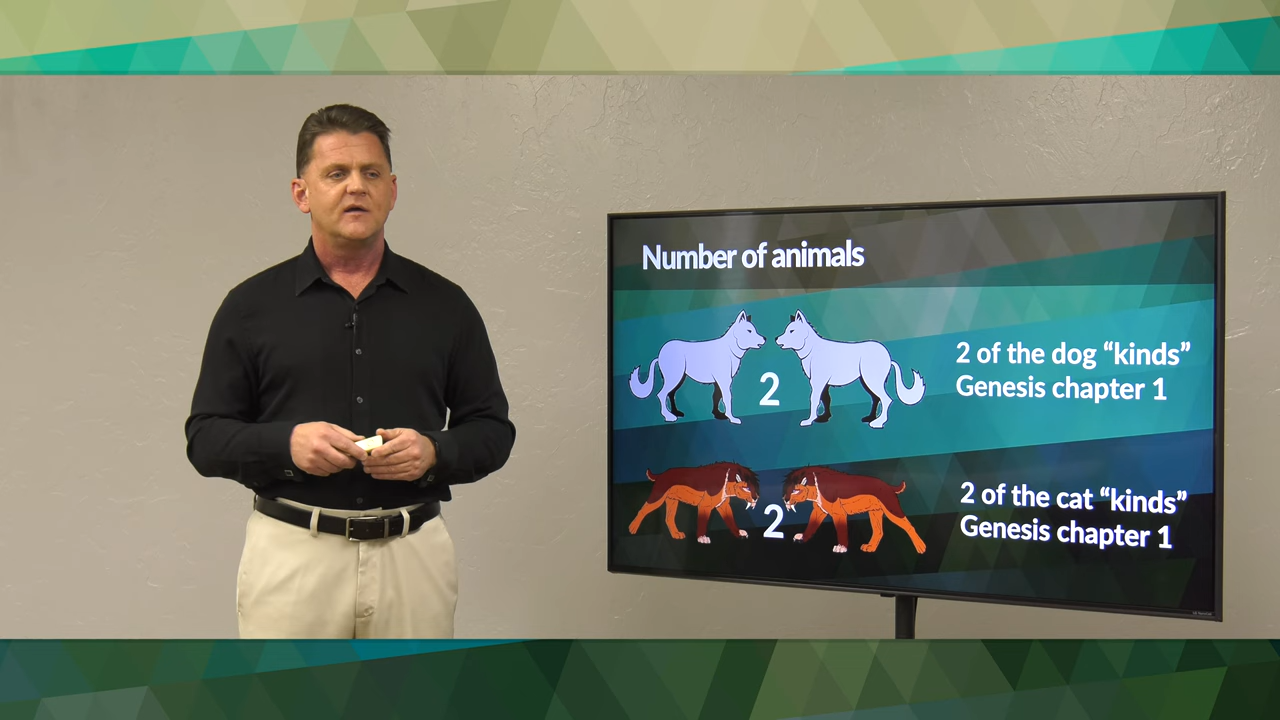 Number of animals
2
2 of the dog “kinds”
Genesis chapter 1
2
2 of the cat “kinds”
Genesis chapter 1